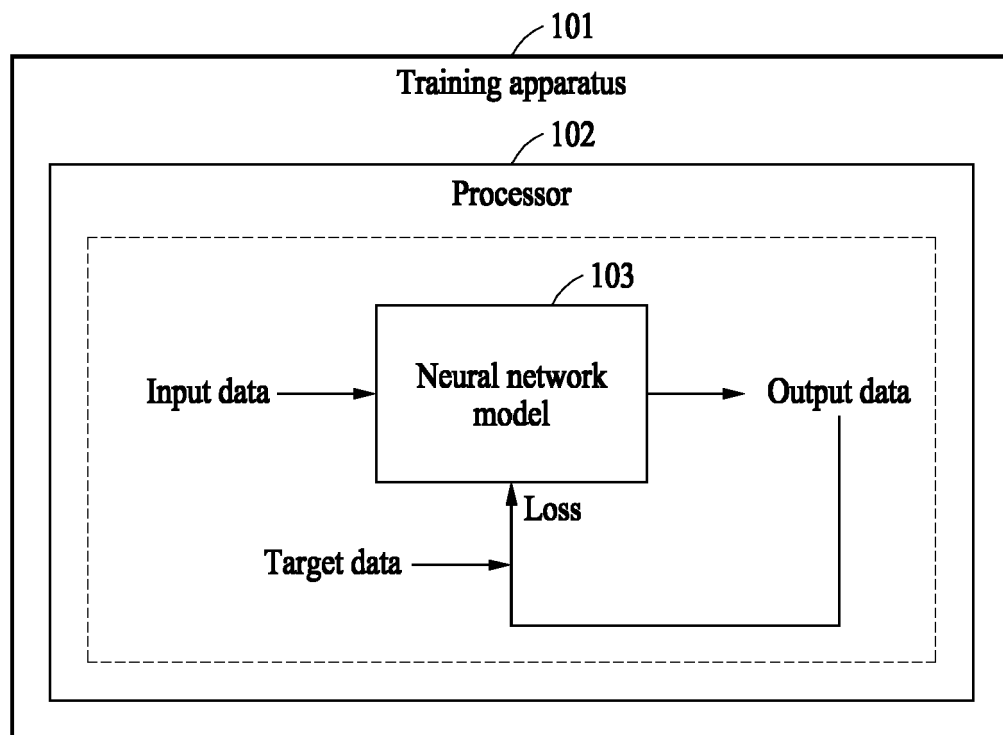 101
Training apparatus
102
Processor
103
Neural network
model
Input data
Output data
Loss
Target data